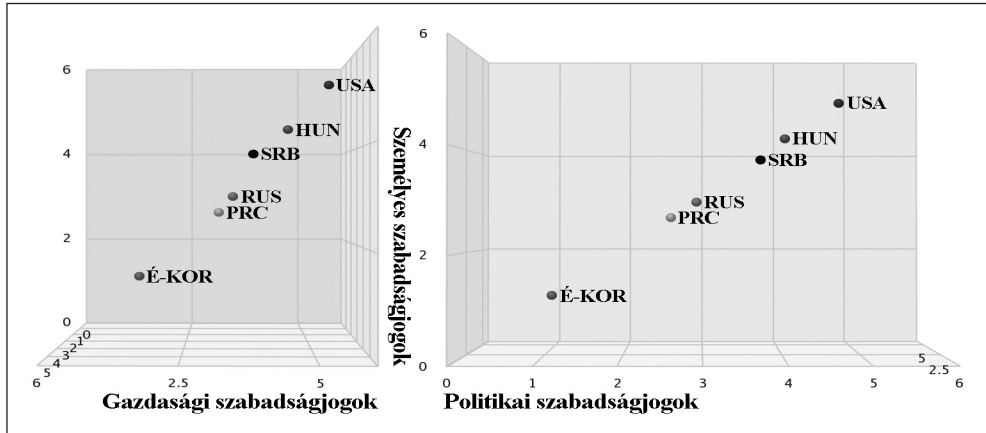 6
4
2
0
USA
HUN
SRB
RUS
PRC
É-KOR
0
1
2
3
4
5
6
2.5
5
Gazdasági szabadságjogok
Személyes szabadságjogok
6
4
2
0
USA
HUN
SRB
RUS
PRC
É-KOR
5
2.5
0
1
2
3
4
5
6
Politikai szabadságjogok